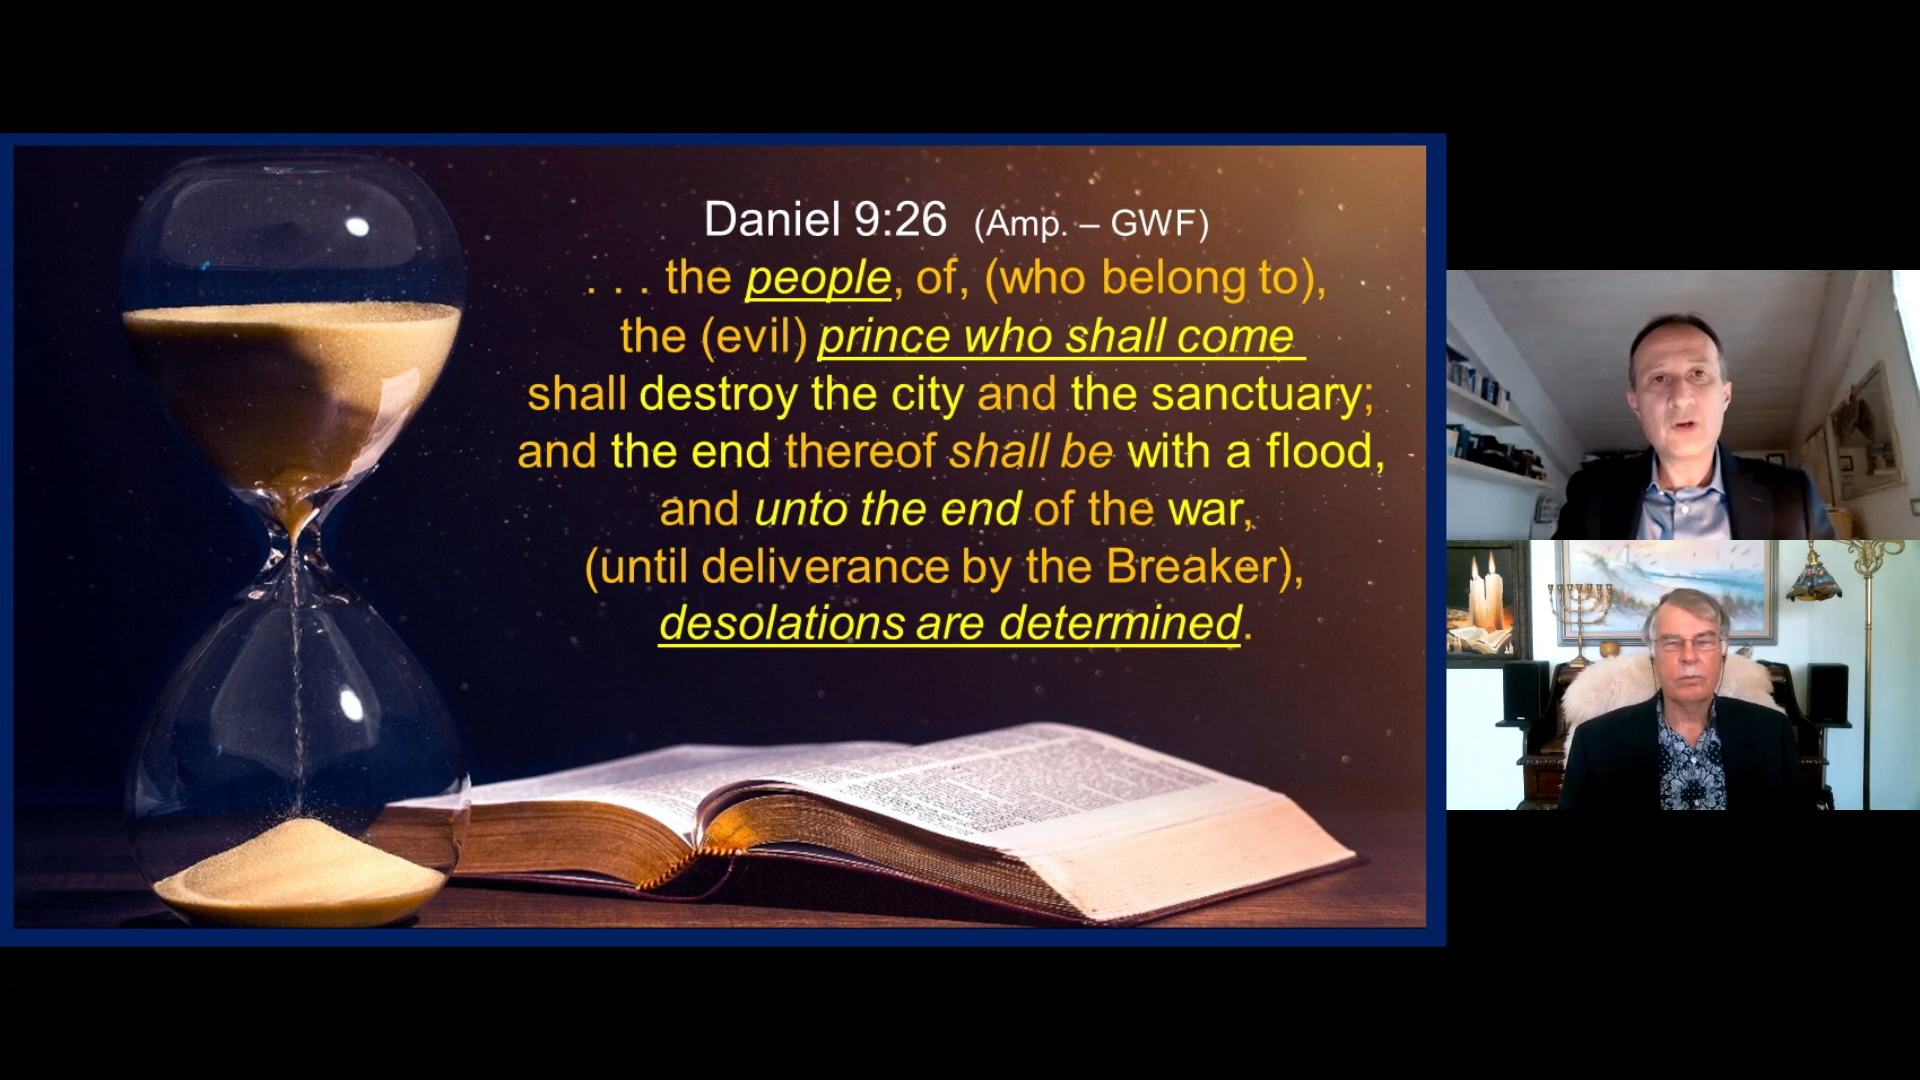 Daniel 9:26 (Amp. – GWF)
. . . the people, of, (who belong to),
the (evil) prince who shall come
shall destroy the city and the sanctuary;
and the end thereof shall be with a flood,
and unto the end of the war,
(until deliverance by the Breaker),
desolations are determined.